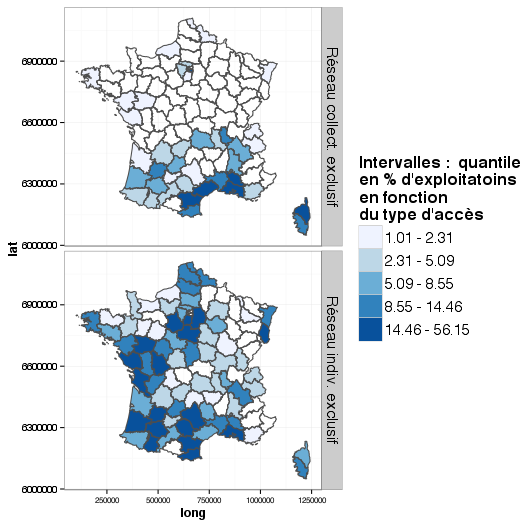 6900000
6600000
6300000
6000000
Réseau collect. exclusif
lat
6900000
6600000
6300000
6000000
Réseau indiv. exclusif
250000 500000 750000 1000000 1250000
long
Intervalles : quantile
en % d'exploitatoins
en fonction
du type d'accès
1.01 - 2.31
2.31 - 5.09
5.09 - 8.55
8.55 - 14.46
14.46 - 56.15